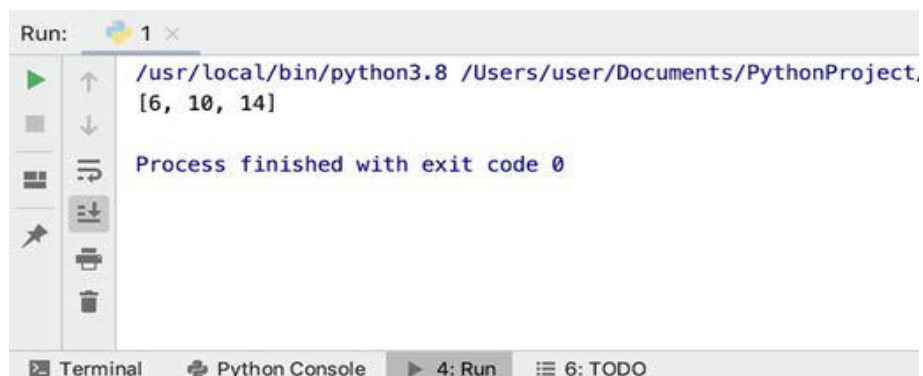 Run: 1
/usr/local/bin/python3.8 /Users/user/Documents/PythonProject/
[6, 10, 14]
Process finished with exit code 0
Terminal Python Console 4: Run 6: TODO